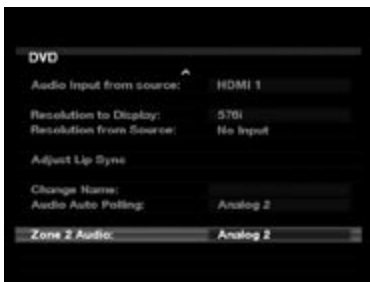 DVD
Audio Input from source: HDMI 1
Resolution to Display: 576i
Resolution from Source: No Input
Adjust Lip Sync
Change Name:
Audio Auto Polling: Analog 2
Zone 2 Audio: Analog 2